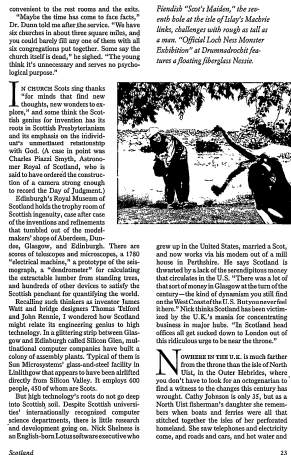 convenient to the rest rooms and the exits.
"Maybe the time has come to face facts,"
Dr. Dunn told me after the service. "We have
six churches in about three square miles, and
you could barely fill any one of them with all
six congregations put together. Some say the
church itself is dead," he sighed. "The young
think it's unnecessary and serves no psycho-
logical purpose."
IN CHURCH Scots sing thanks
"for minds that find new
thoughts, new wonders to ex-
plore," and some think the Scot-
tish genius for invention has its
roots in Scottish Presbyterianism
and its emphasis on the individ-
ual's unmediated relationship
with God. (A case in point was
Charles Piazzi Smyth, Astrono-
mer Royal of Scotland, who is
said to have ordered the construc-
tion of a camera strong enough
to record the Day of Judgment.)
Edinburgh's Royal Museum of
Scotland holds the trophy room of
Scottish ingenuity, case after case
of the inventions and refinements
that tumbled out of the model-
makers' shops of Aberdeen, Dun-
dee, Glasgow, and Edinburgh. There are
scores of telescopes and microscopes, a 1780
"electrical machine," a prototype of the seis-
mograph, a "dendrometer" for calculating
the extractable lumber from standing trees,
and hundreds of other devices to satisfy the
Scottish penchant for quantifying the world.
Recalling such thinkers as inventor James
Watt and bridge designers Thomas Telford
and John Rennie, I wondered how Scotland
might relate its engineering genius to high
technology. In a glittering strip between Glas-
gow and Edinburgh called Silicon Glen, mul-
tinational computer companies have built a
colony of assembly plants. Typical of them is
Sun Microsystems' glass-and-steel facility in
Linlithgow that appears to have been airlifted
directly from Silicon Valley. It employs 600
people, 450 of whom are Scots.
But high technology's roots do not go deep
into Scottish soil. Despite Scottish universi-
ties' internationally recognized computer
science departments, there is little research
and development going on. Nick Shelness is
an English-born Lotus software executive who
Fiendish "Scot's Maiden," the sev-
enth hole at the isle of Islay's Machrie
links, challenges with rough as tall as
a man. "Official Loch Ness Monster
Exhibition" at Drumnadrochit fea-
tures a floating fiberglass Nessie.
grew up in the United States, married a Scot,
and now works via his modem out of a mill
house in Perthshire. He says Scotland is
thwarted by a lack of the serendipitous money
that circulates in the U.S. "There was a lot of
that sort of money in Glasgow at the turn of the
century—the kind of dynamism you still find
on the West Coast of the U.S. But you never feel
it here." Nick thinks Scotland has been victim-
ized by the U.K.'s mania for concentrating
business in major hubs. "In Scotland head
offices all get sucked down to London out of
this ridiculous urge to be near the throne."
NOWHERE IN THE U.K. is much farther
from the throne than the isle of North
Uist, in the Outer Hebrides, where
you don't have to look for an octogenarian to
find a witness to the changes this century has
wrought. Cathy Johnson is only 35, but as a
North Uist fisherman's daughter she remem-
bers when boats and ferries were all that
stitched together the isles of her perforated
homeland. She saw telephones and electricity
come, and roads and cars, and hot water and
Scotland
23